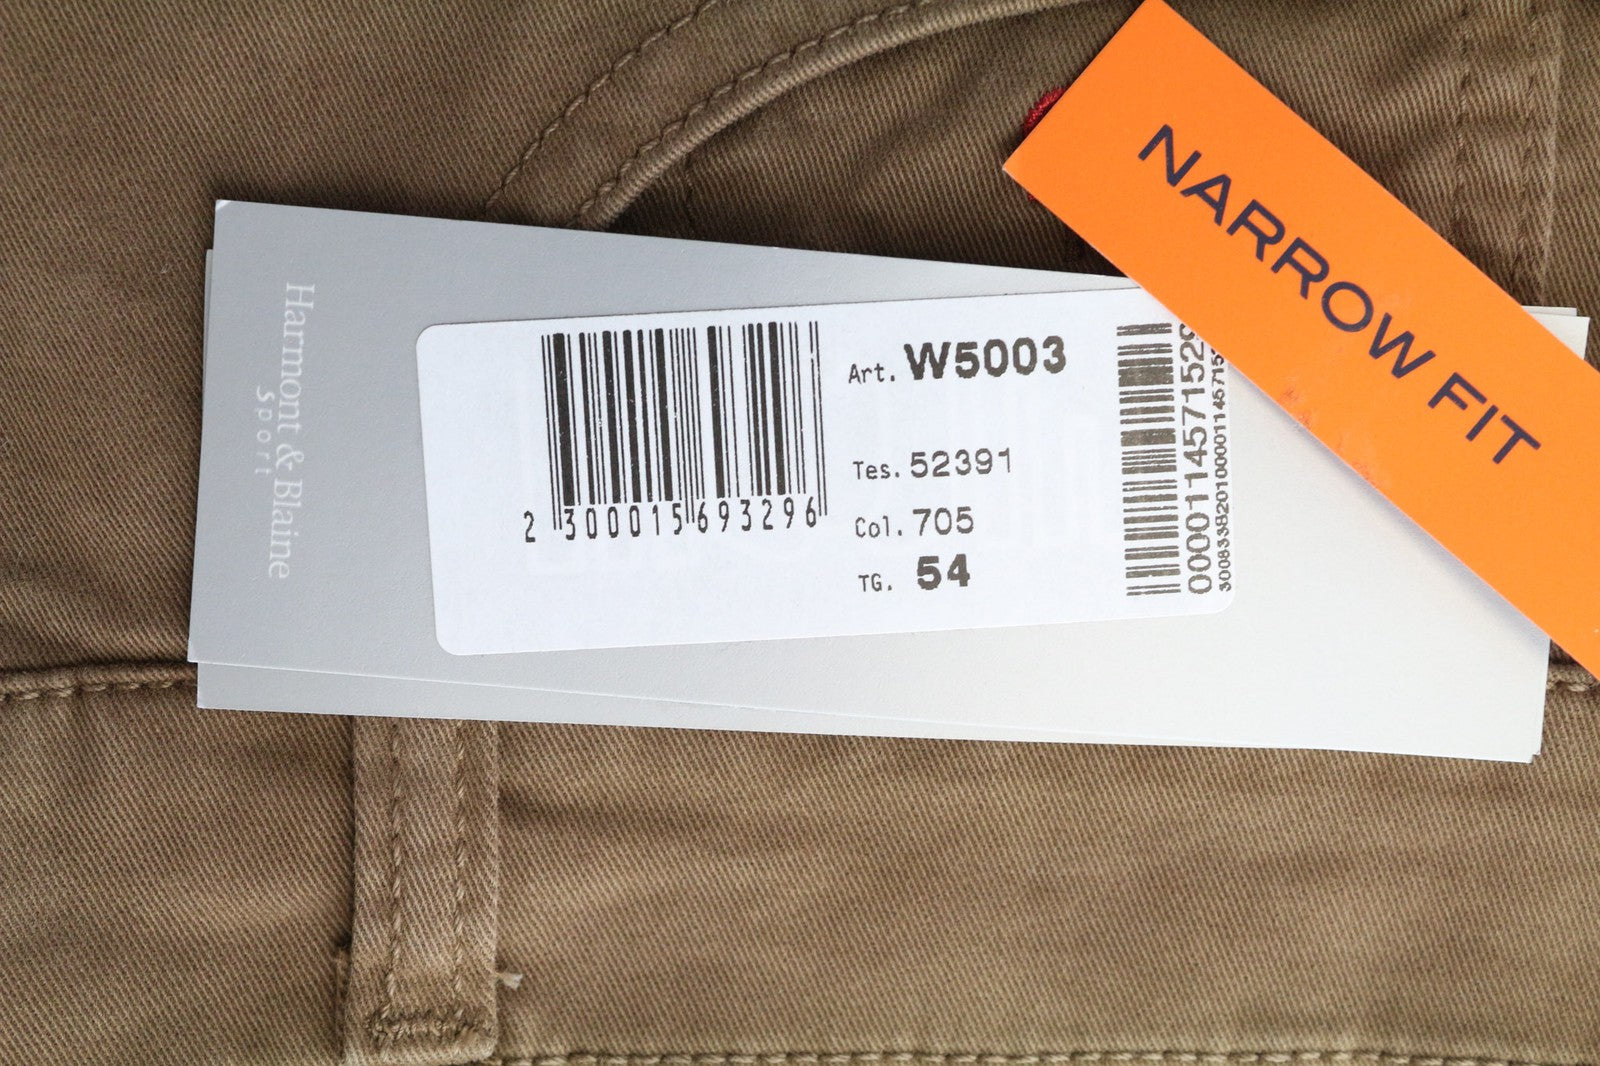 Harmont & Blaine
Sport
2 300015 693296
Art. W5003
Tes. 52391
Col. 705
TG. 54
NARROW FIT